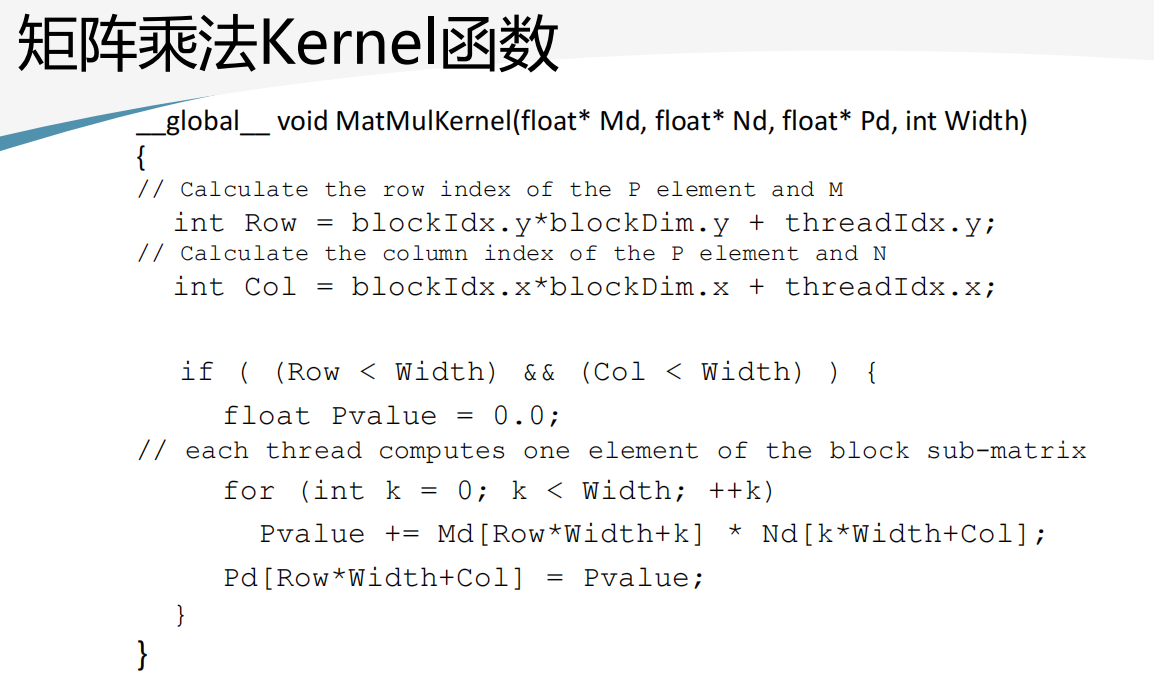 矩阵乘法Kernel函数
__global__ void MatMulKernel(float* Md, float* Nd, float* Pd, int Width)
{
// Calculate the row index of the P element and M
int Row = blockIdx.y*blockDim.y + threadIdx.y;
// Calculate the column index of the P element and N
int Col = blockIdx.x*blockDim.x + threadIdx.x;
if ( (Row < Width) && (Col < Width) ) {
float Pvalue = 0.0;
// each thread computes one element of the block sub-matrix
for (int k = 0; k < Width; ++k)
Pvalue += Md[Row*Width+k] * Nd[k*Width+Col];
Pd[Row*Width+Col] = Pvalue;
}
}